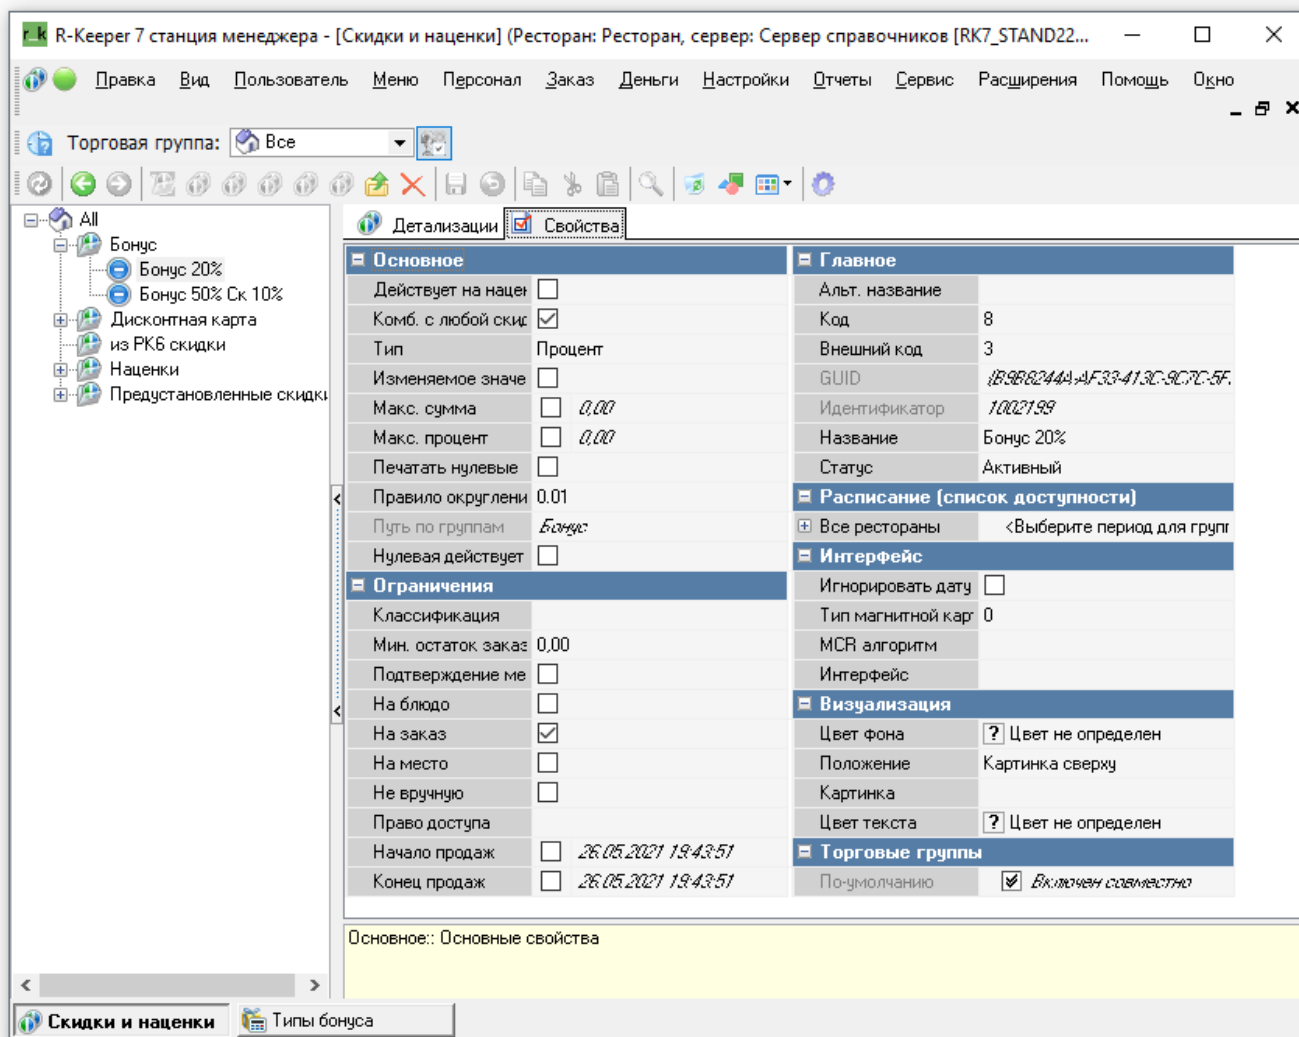 r_k R-Keeper 7 станция менеджера - [Скидки и наценки] (Ресторан: Ресторан, сервер: Сервер справочников [RK7_STAND22...
Правка Вид Пользователь Меню Персонал Заказ Деньги Настройки Отчеты Сервис Расширения Помощь Окно
Торговая группа: Все
All
Бонус
Бонус 20%
Бонус 50% Ск 10%
Дисконтная карта
из РК6 скидки
Наценки
Предустановленные скидки
Детализации Свойства
Основное
Действует на нацен
Комб. с любой скид
Тип Процент
Изменяемое значе
Макс. сумма 0,00
Макс. процент 0,00
Печатать нулевые
Правило округлени 0.01
Путь по группам Бонус
Нулевая действует
Ограничения
Классификация
Мин. остаток заказ 0,00
Подтверждение ме
На блюдо
На заказ
На место
Не вручную
Право доступа
Начало продаж 26.05.2021 19:43:51
Конец продаж 26.05.2021 19:43:51
Главное
Альт. название
Код 8
Внешний код 3
GUID {B9B8244A-AF33-413C-9C7C-5F.
Идентификатор 1002199
Название Бонус 20%
Статус Активный
Расписание (список доступности)
Все рестораны <Выберите период для групп
Интерфейс
Игнорировать дату
Тип магнитной кар 0
MCR алгоритм
Интерфейс
Визуализация
Цвет фона ? Цвет не определен
Положение Картинка сверху
Картинка
Цвет текста ? Цвет не определен
Торговые группы
По-умолчанию Включен совместно
Основное:: Основные свойства
Скидки и наценки Типы бонуса